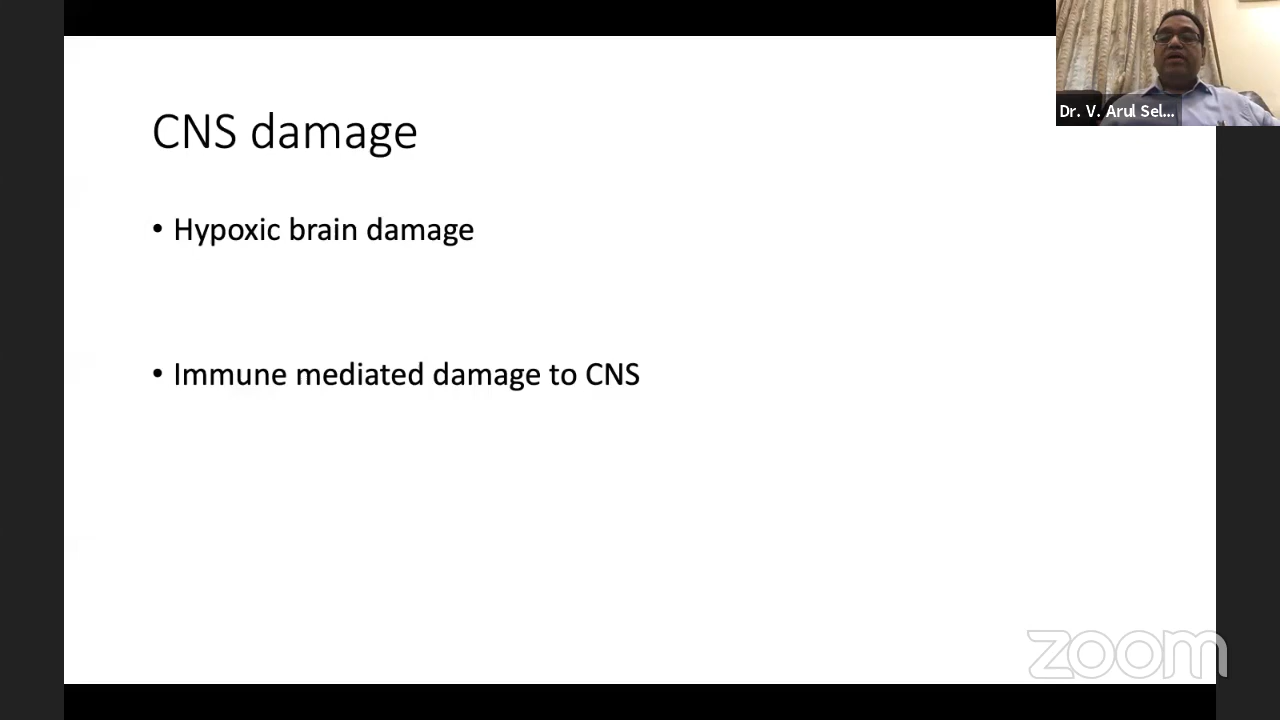 Dr. V. Arul Sel...
CNS damage
• Hypoxic brain damage
• Immune mediated damage to CNS
zoom